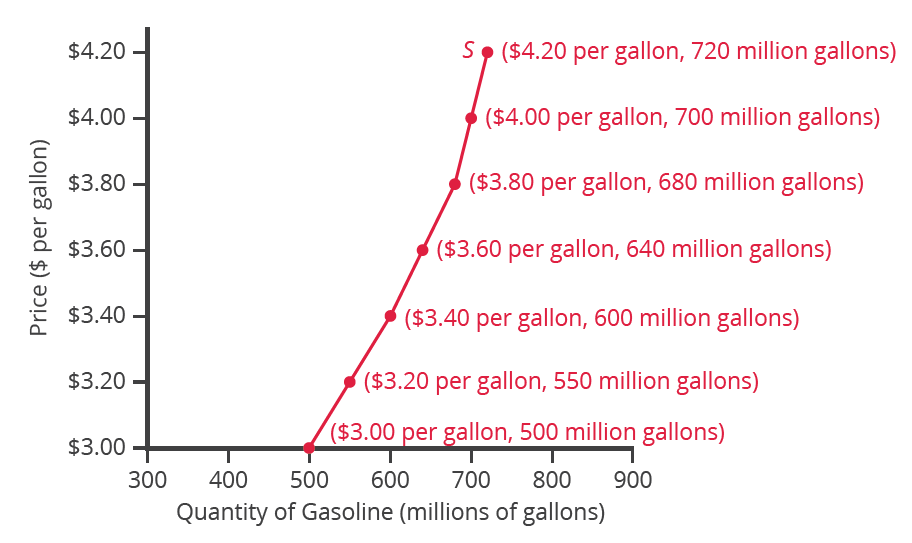 $4.20
S ($4.20 per gallon, 720 million gallons)
$4.00
($4.00 per gallon, 700 million gallons)
$3.80
($3.80 per gallon, 680 million gallons)
$3.60
($3.60 per gallon, 640 million gallons)
$3.40
($3.40 per gallon, 600 million gallons)
$3.20
($3.20 per gallon, 550 million gallons)
$3.00
($3.00 per gallon, 500 million gallons)
Price ($ per gallon)
300 400 500 600 700 800 900
Quantity of Gasoline (millions of gallons)